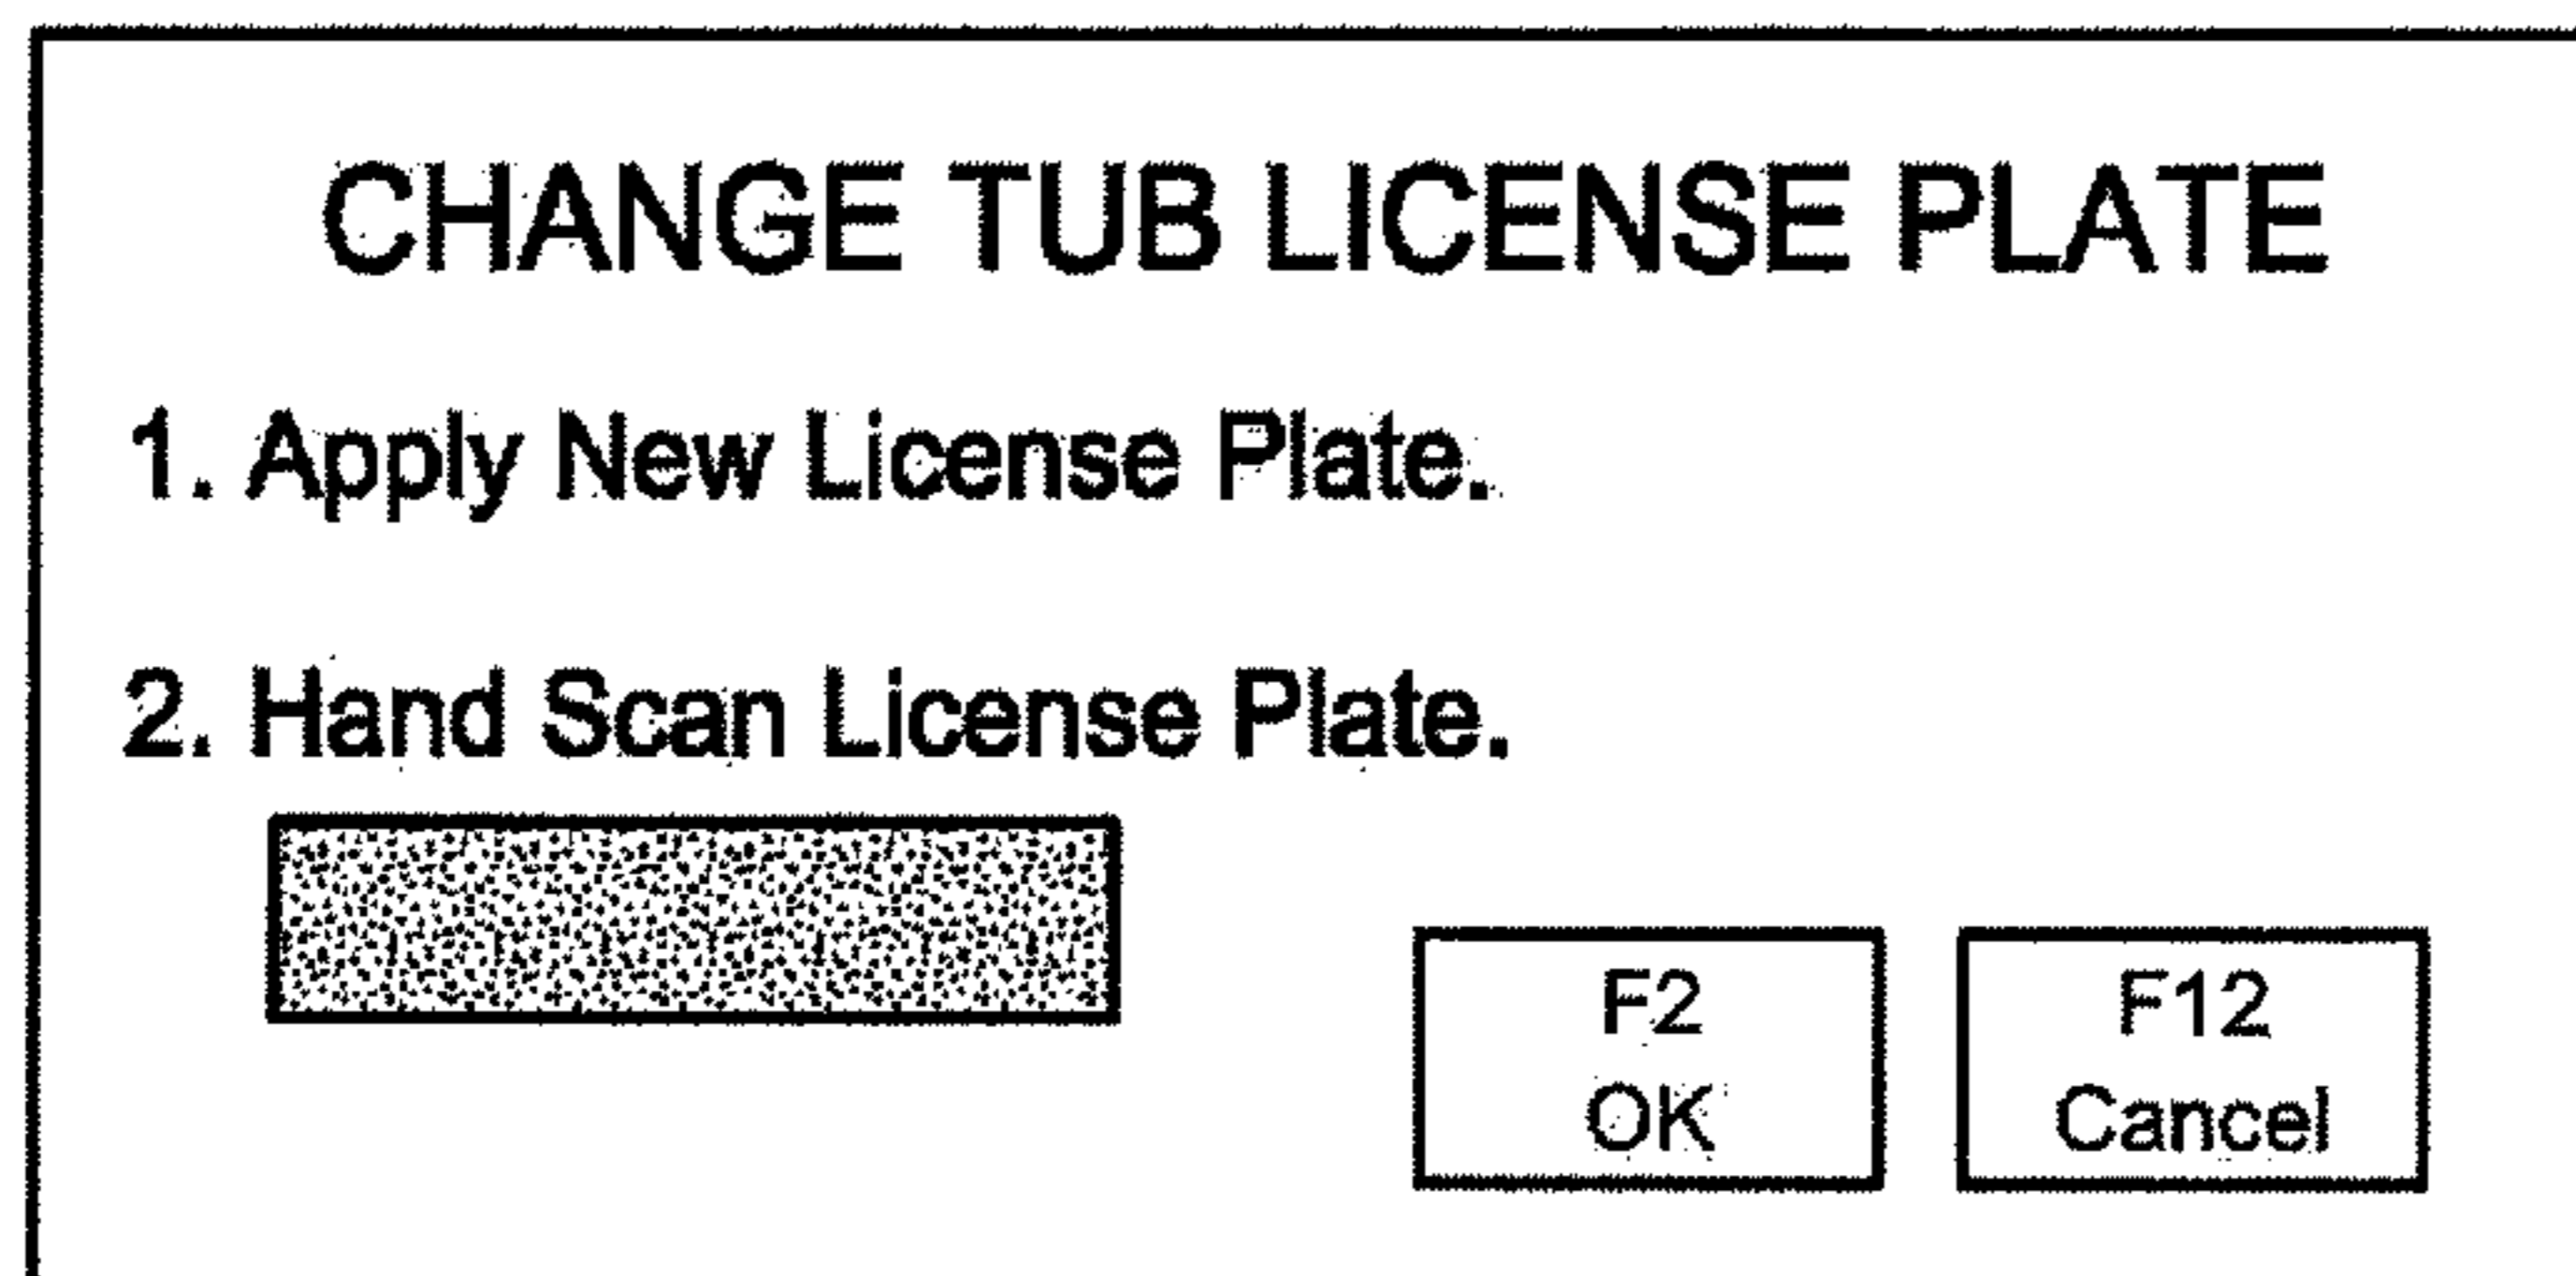 CHANGE TUB LICENSE PLATE
1. Apply New License Plate.
2. Hand Scan License Plate.
F2
OK
F12
Cancel